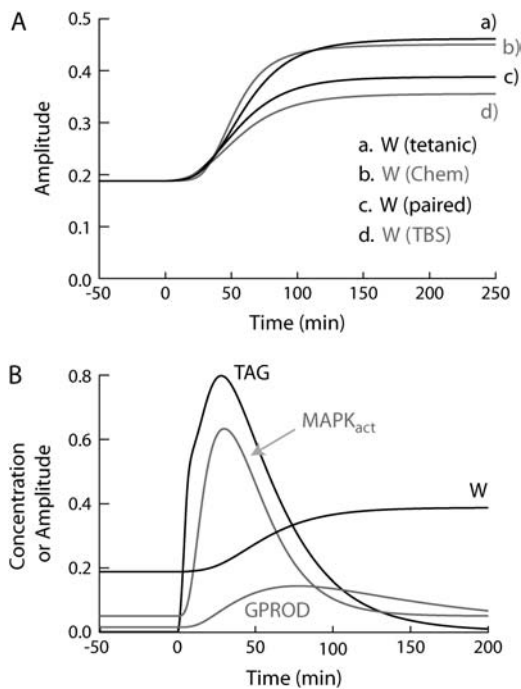 A
0.5
0.4
0.3
0.2
0.1
0.0
Amplitude
a)
b)
c)
d)
a. W (tetanic)
b. W (Chem)
c. W (paired)
d. W (TBS)
-50 0 50 100 150 200 250
Time (min)
B
0.8
0.6
0.4
0.2
0.0
Concentration
or Amplitude
TAG
MAPKact
W
GPROD
-50 0 50 100 150 200
Time (min)